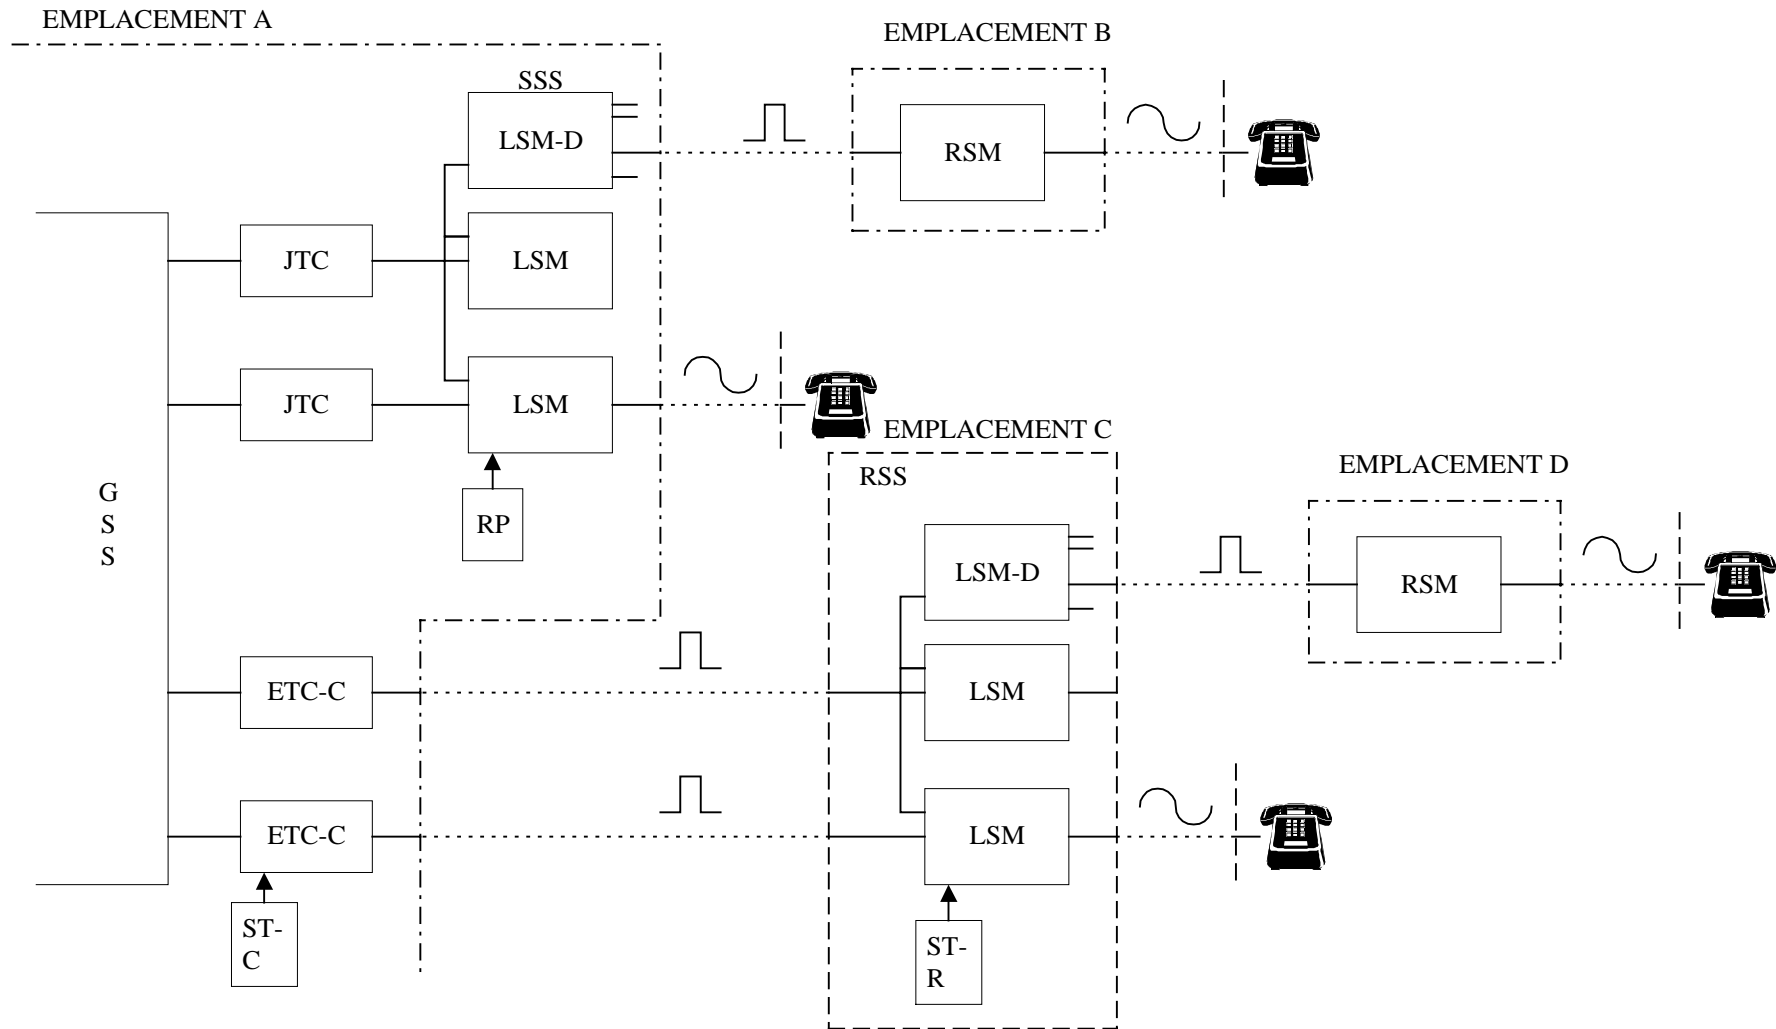 EMPLACEMENT A
EMPLACEMENT B
SSS
LSM-D
RSM
JTC
LSM
JTC
LSM
EMPLACEMENT C
RSS
EMPLACEMENT D
G
S
S
RP
LSM-D
RSM
ETC-C
LSM
ETC-C
LSM
ST-
C
ST-
R